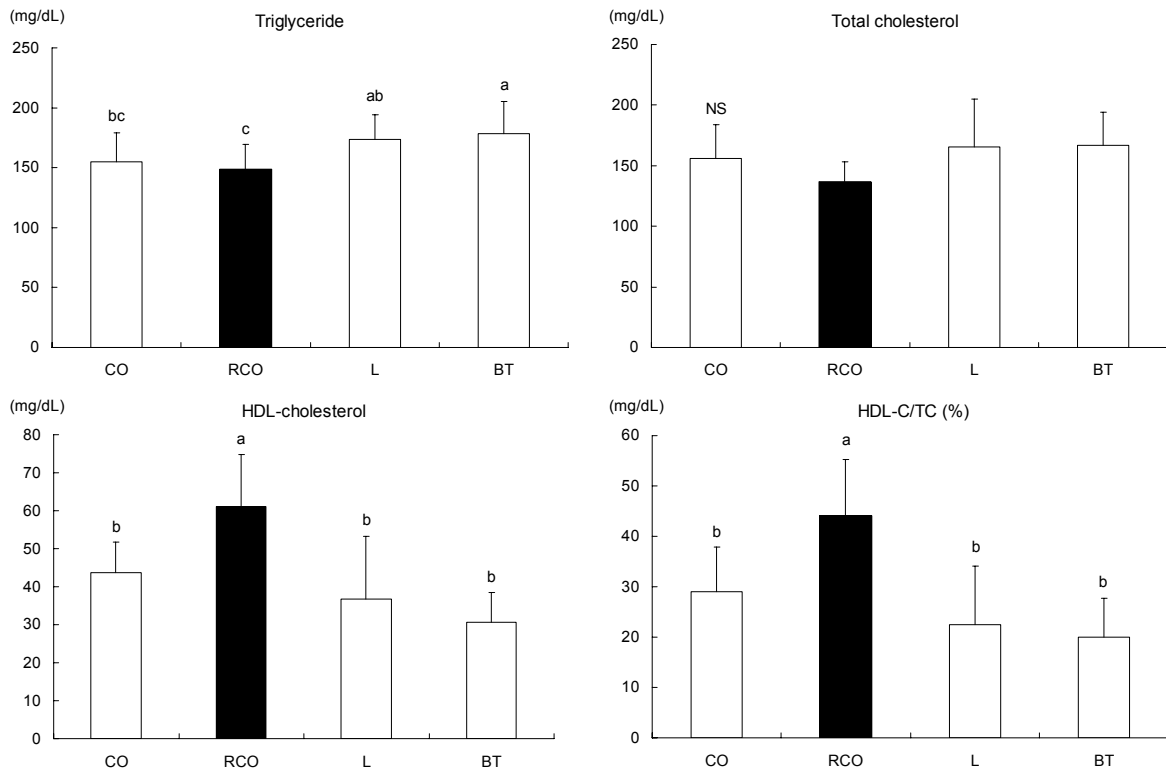 (mg/dL)
Triglyceride
250
200
150
100
50
0
bc
c
ab
a
CO
RCO
L
BT
(mg/dL)
Total cholesterol
250
200
150
100
50
0
NS
CO
RCO
L
BT
(mg/dL)
HDL-cholesterol
80
70
60
50
40
30
20
10
0
b
a
b
b
CO
RCO
L
BT
(mg/dL)
HDL-C/TC (%)
60
50
40
30
20
10
0
b
a
b
b
CO
RCO
L
BT